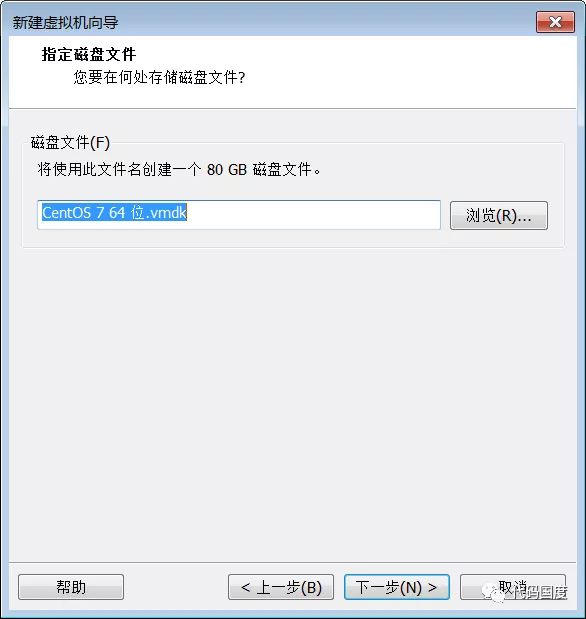 新建虚拟机向导
指定磁盘文件
您要在何处存储磁盘文件?
磁盘文件(F)
将使用此文件名创建一个 80 GB 磁盘文件。
CentOS 7 64 位.vmdk
浏览(R)...
帮助
< 上一步(B)
下一步(N) >
取消
代码国度